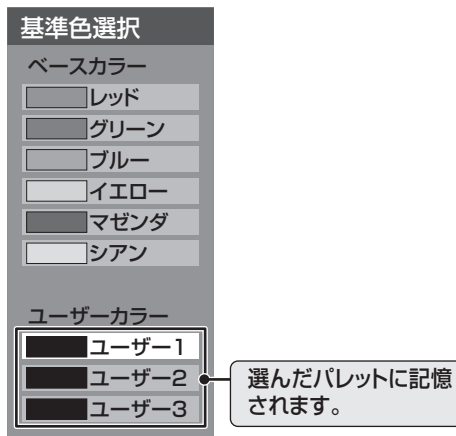 基準色選択
ベースカラー
レッド
グリーン
ブルー
イエロー
マゼンダ
シアン
ユーザーカラー
ユーザー1
ユーザー2
ユーザー3
選んだパレットに記憶
されます。